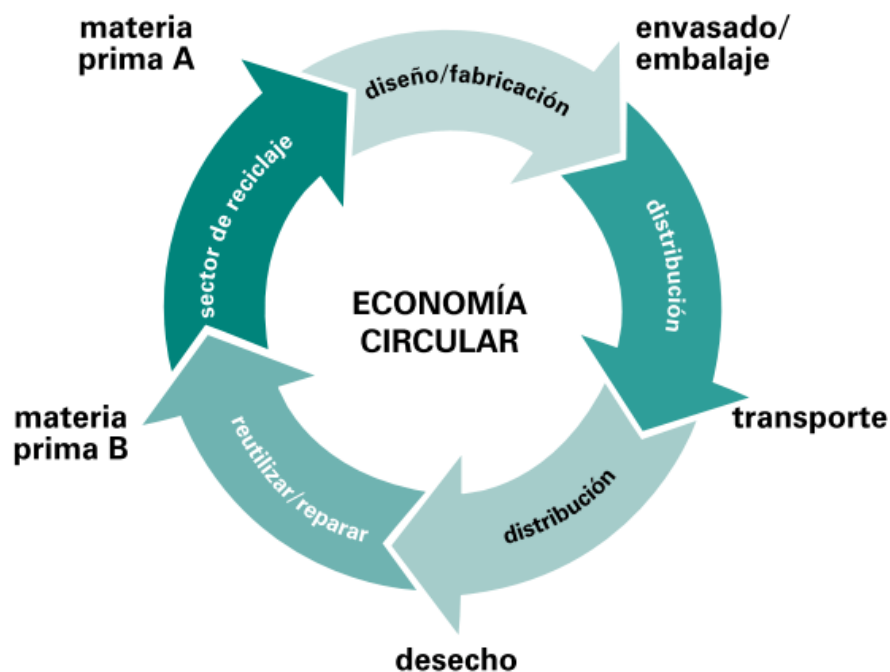 materia
prima A
envasado/
embalaje
diseño/fabricación
sector de reciclaje
distribución
ECONOMÍA
CIRCULAR
materia
prima B
transporte
reutilizar/reparar
distribución
desecho